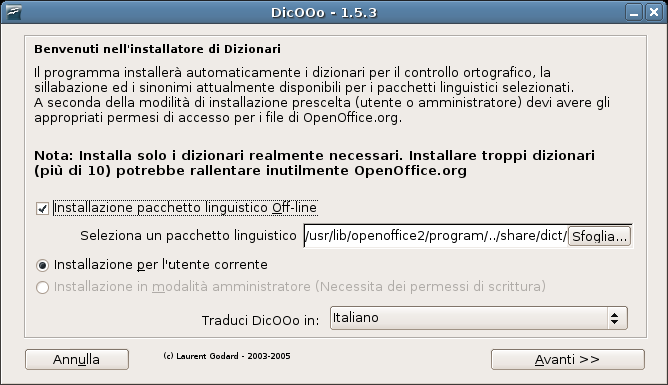 DicOOo - 1.5.3
Benvenuti nell'installatore di Dizionari
Il programma installerà automaticamente i dizionari per il controllo ortografico, la
sillabazione ed i sinonimi attualmente disponibili per i pacchetti linguistici selezionati.
A seconda della modilità di installazione prescelta (utente o amministratore) devi avere gli
appropriati permesi di accesso per i file di OpenOffice.org.
Nota: Installa solo i dizionari realmente necessari. Installare troppi dizionari
(più di 10) potrebbe rallentare inutilmente OpenOffice.org
Installazione pacchetto linguistico Off-line
Seleziona un pacchetto linguistico /usr/lib/openoffice2/program/../share/dict/ Sfoglia...
Installazione per l'utente corrente
Installazione in modalità amministratore (Necessita dei permessi di scrittura)
Traduci DicOOo in: Italiano
Annulla (c) Laurent Godard - 2003-2005 Avanti >>